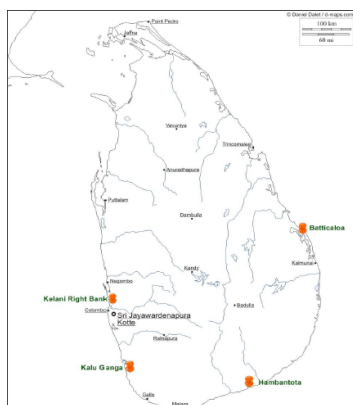 © Daniel Dalet / d-maps.com
100 km
60 mi
Point Pedro
Jaffna
Vavuniya
Trincomalee
Anuradhapura
Puttalam
Dambulla
Batticaloa
Kalmunai
Kandy
Negombo
Kelani Right Bank
Colombo
Sri Jayawardenapura
Kotte
Badulla
Ratnapura
Kalu Ganga
Hambantota
Galle
Matara